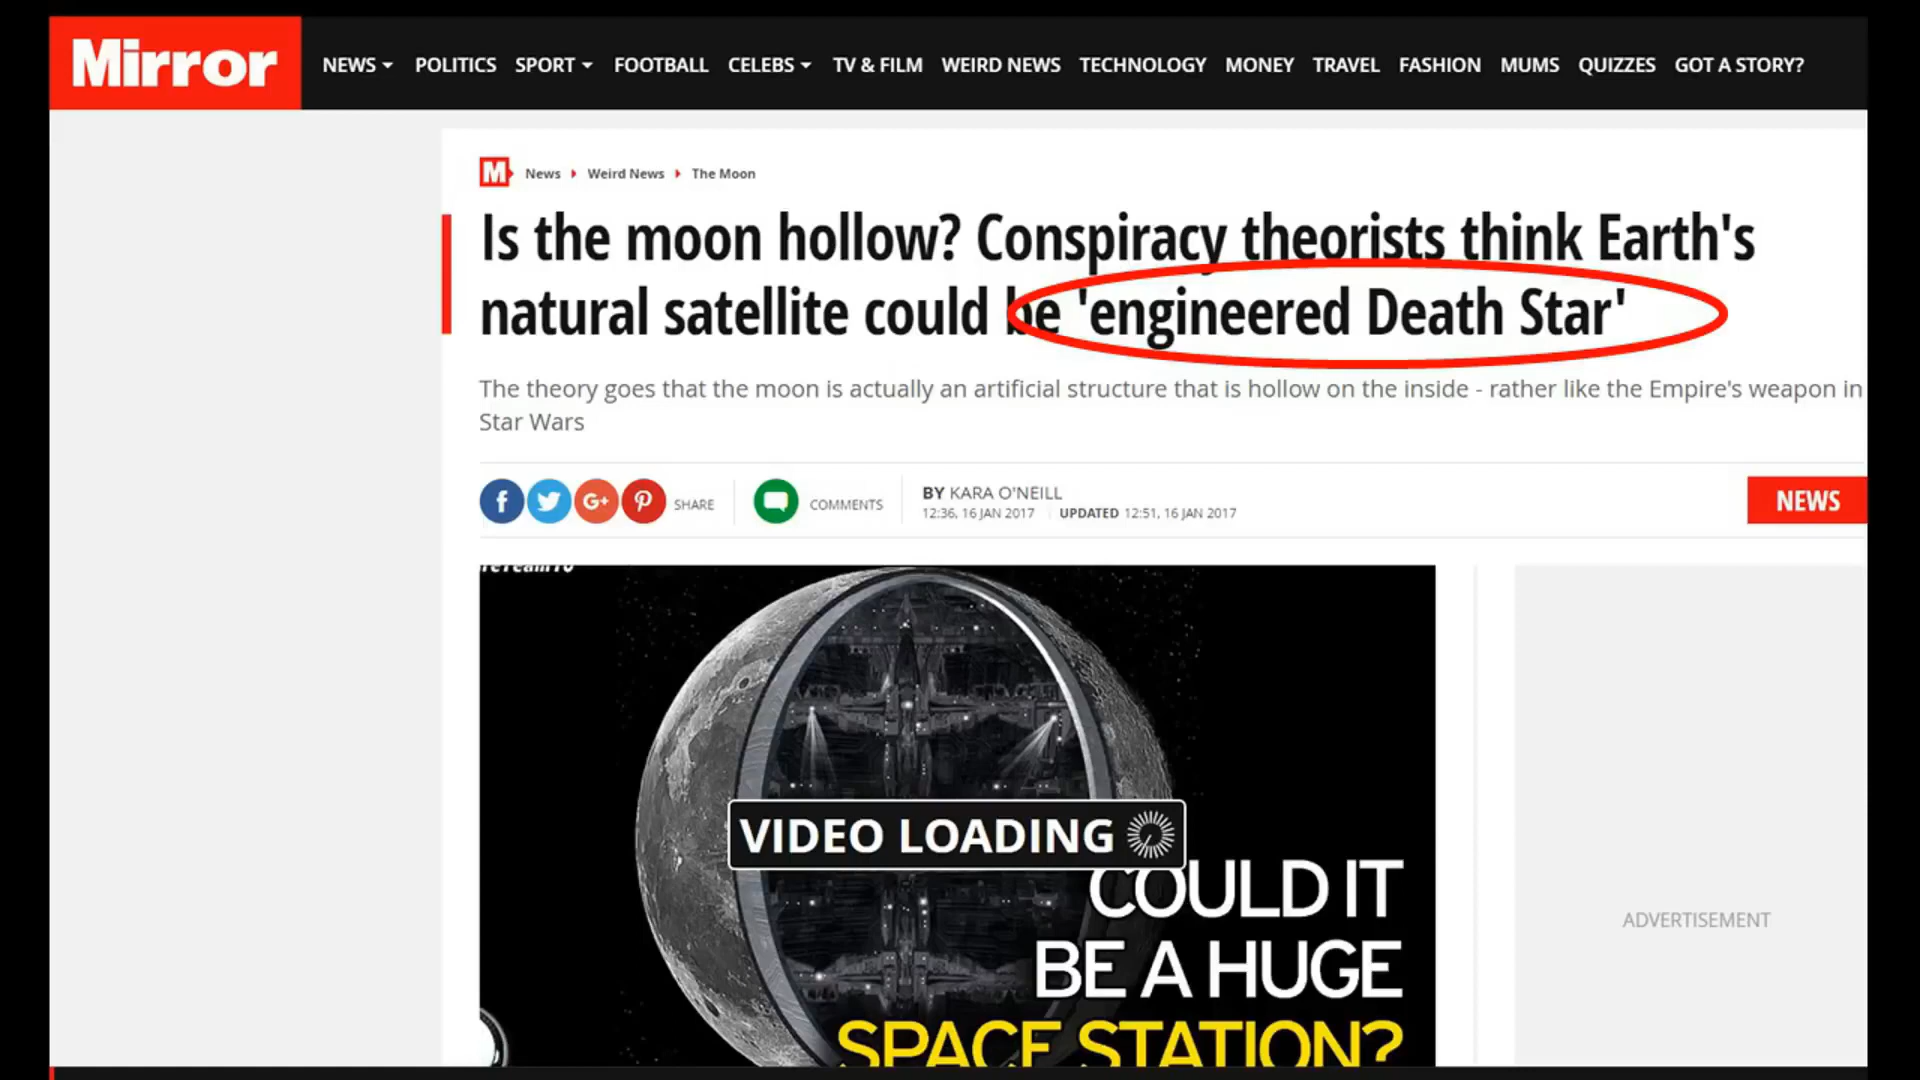 Mirror
NEWS POLITICS SPORT FOOTBALL CELEBS TV & FILM WEIRD NEWS TECHNOLOGY MONEY TRAVEL FASHION MUMS QUIZZES GOT A STORY?
M News Weird News The Moon
Is the moon hollow? Conspiracy theorists think Earth's
natural satellite could be 'engineered Death Star'
The theory goes that the moon is actually an artificial structure that is hollow on the inside - rather like the Empire's weapon in
Star Wars
f G+ SHARE COMMENTS BY KARA O'NEILL
12:36, 16 JAN 2017 UPDATED 12:51, 16 JAN 2017
NEWS
VIDEO LOADING
COULD IT
BE A HUGE
SPACE STATION?
ADVERTISEMENT